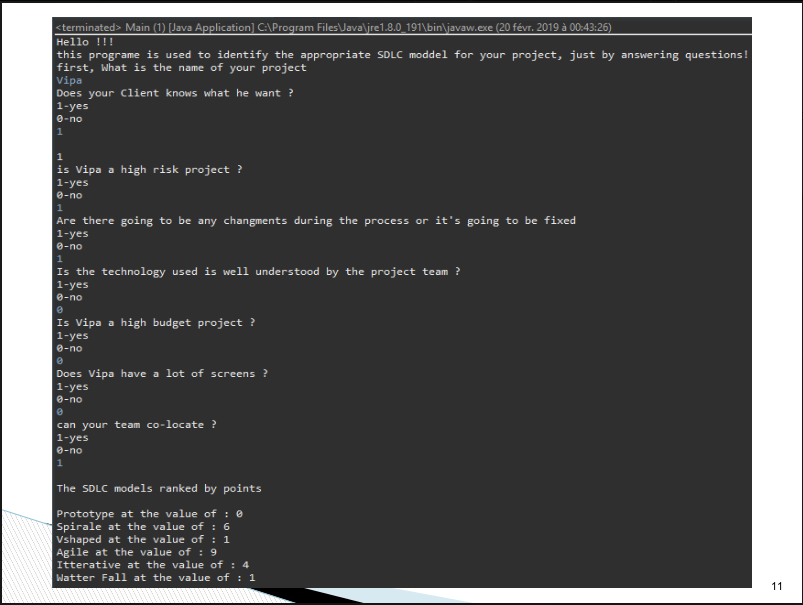 <terminated> Main (1) [Java Application] C:\Program Files\Java\jre1.8.0_191\bin\javaw.exe (20 févr. 2019 à 00:43:26)
Hello !!!
this programe is used to identify the appropriate SDLC moddel for your project, just by answering questions!
first, What is the name of your project
Vipa
Does your Client knows what he want ?
1-yes
0-no
1
1
is Vipa a high risk project ?
1-yes
0-no
1
Are there going to be any changments during the process or it's going to be fixed
1-yes
0-no
1
Is the technology used is well understood by the project team ?
1-yes
0-no
0
Is Vipa a high budget project ?
1-yes
0-no
0
Does Vipa have a lot of screens ?
1-yes
0-no
0
can your team co-locate ?
1-yes
0-no
1
The SDLC models ranked by points
Prototype at the value of : 0
Spirale at the value of : 6
Vshaped at the value of : 1
Agile at the value of : 9
Itterative at the value of : 4
Watter Fall at the value of : 1
11